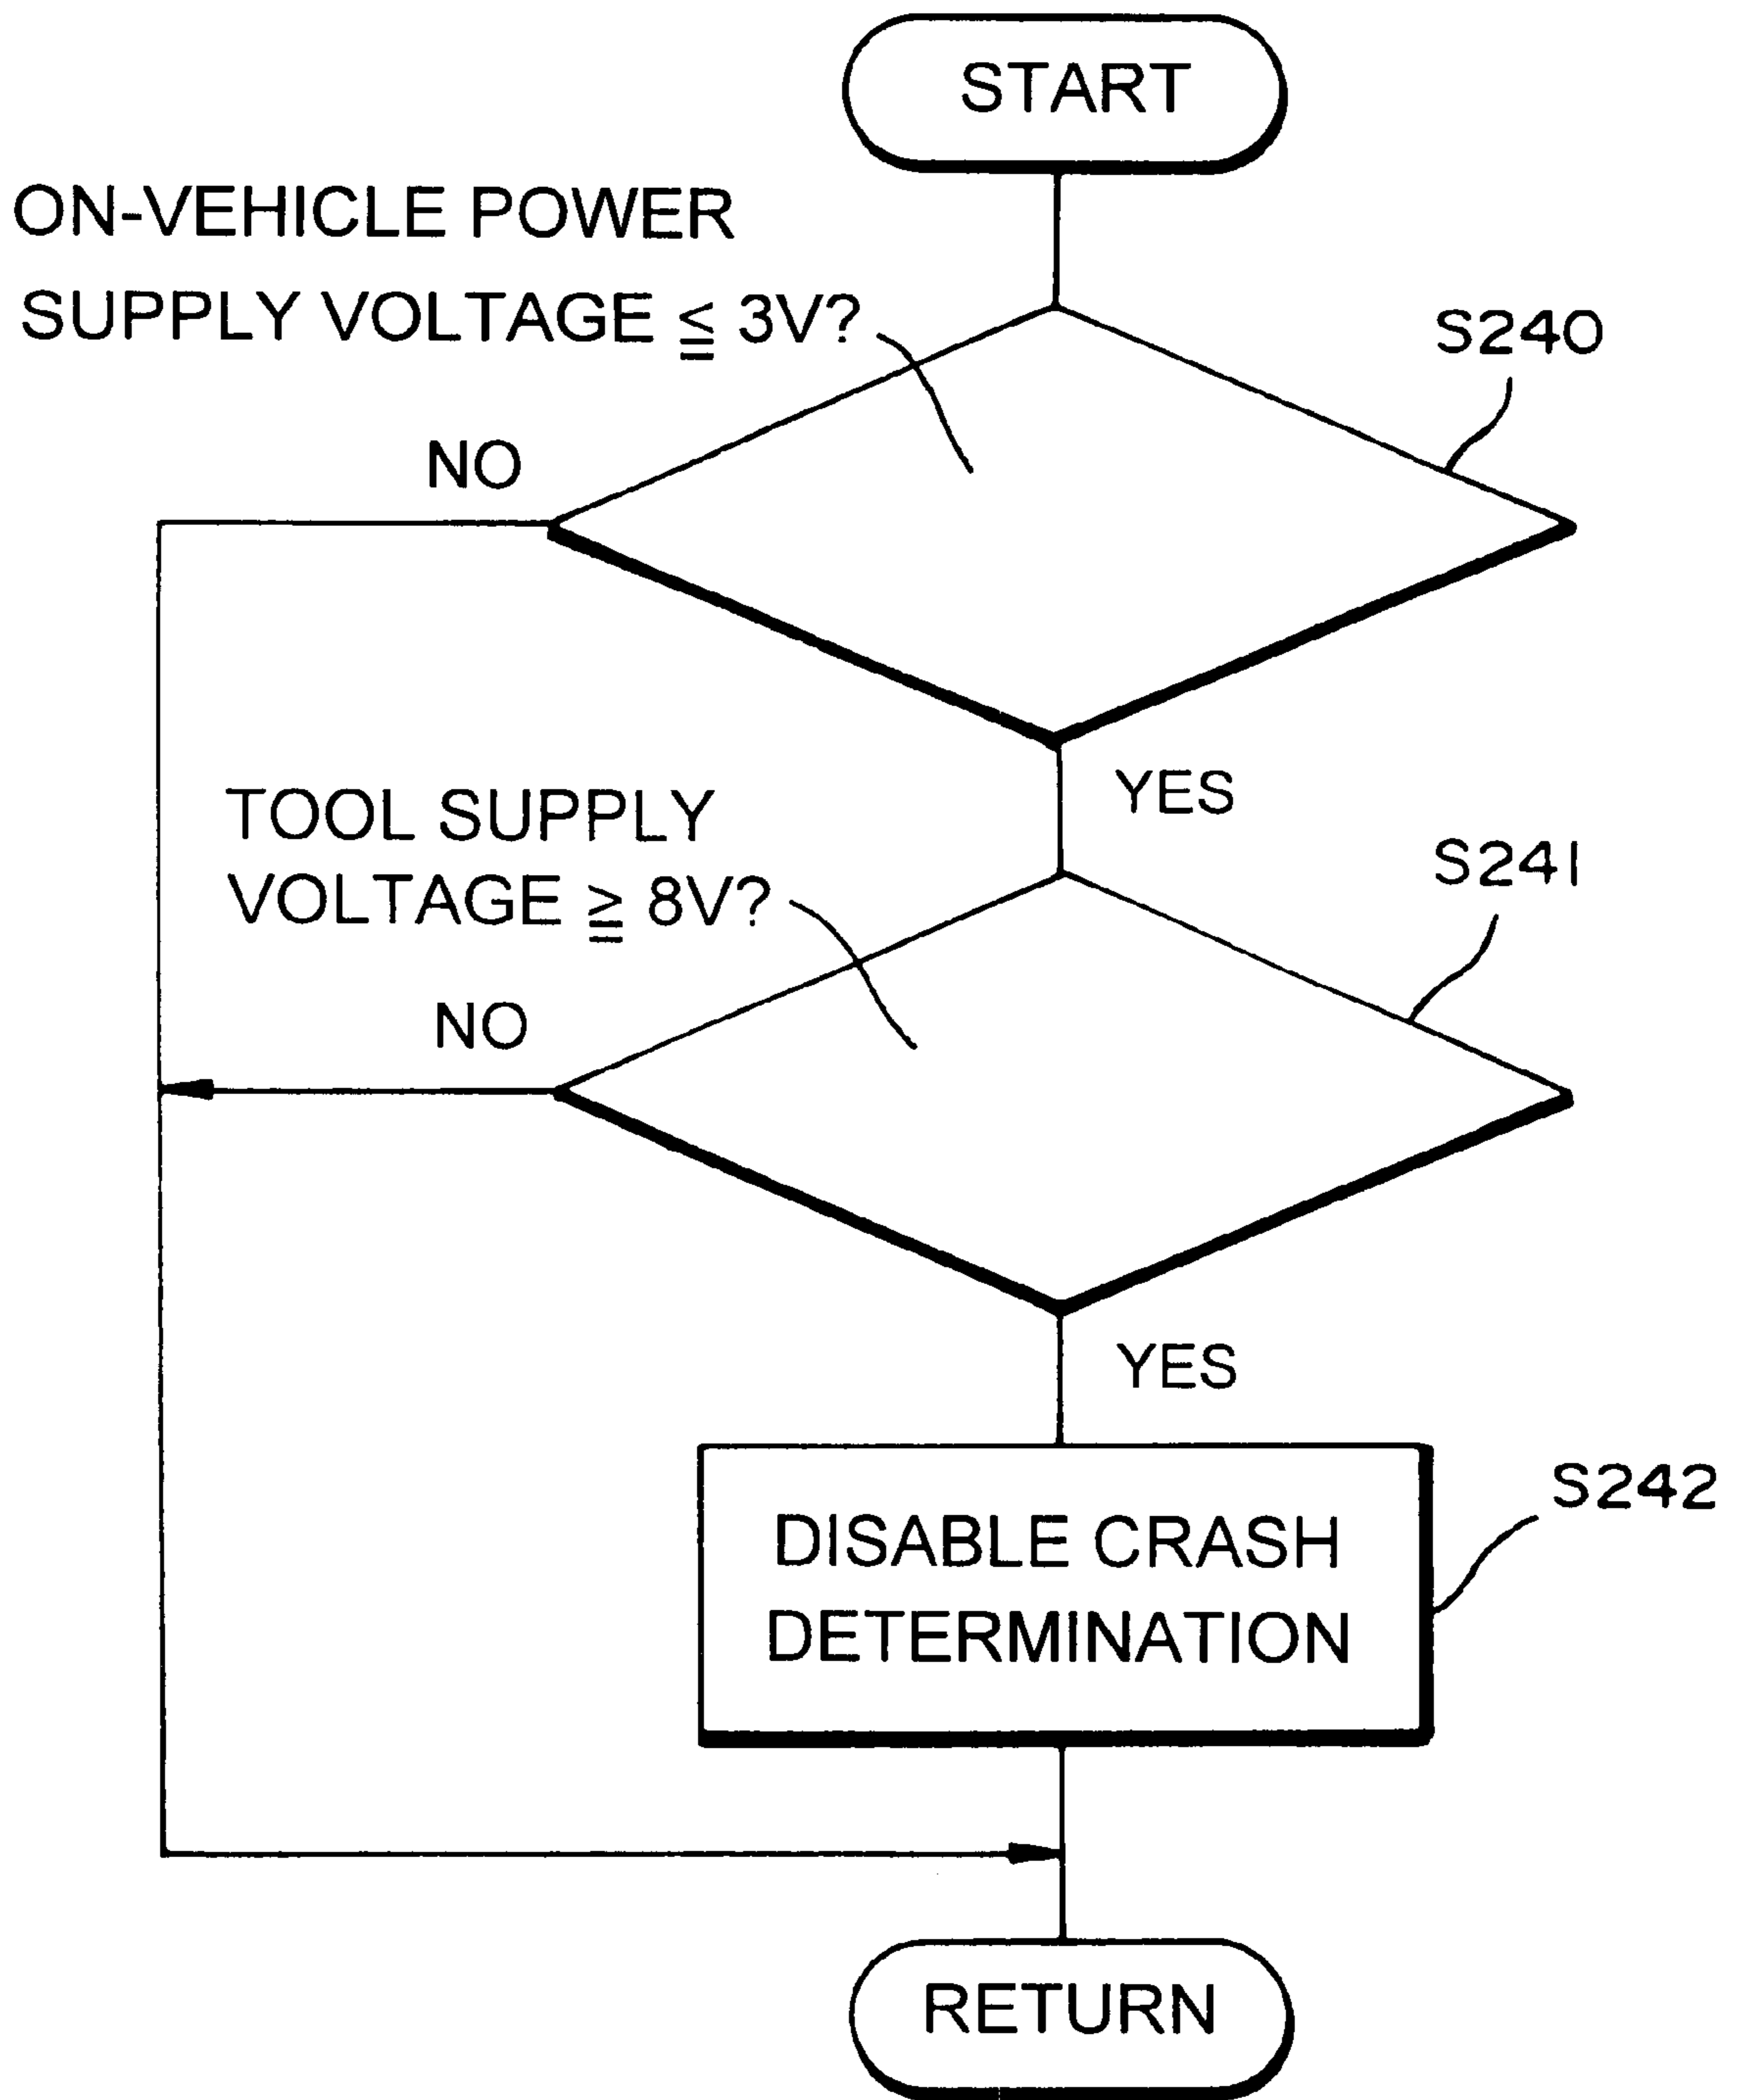 START
ON-VEHICLE POWER
SUPPLY VOLTAGE ≦ 3V?
S240
NO
YES
TOOL SUPPLY
VOLTAGE ≧ 8V?
S241
NO
YES
DISABLE CRASH
DETERMINATION
S242
RETURN